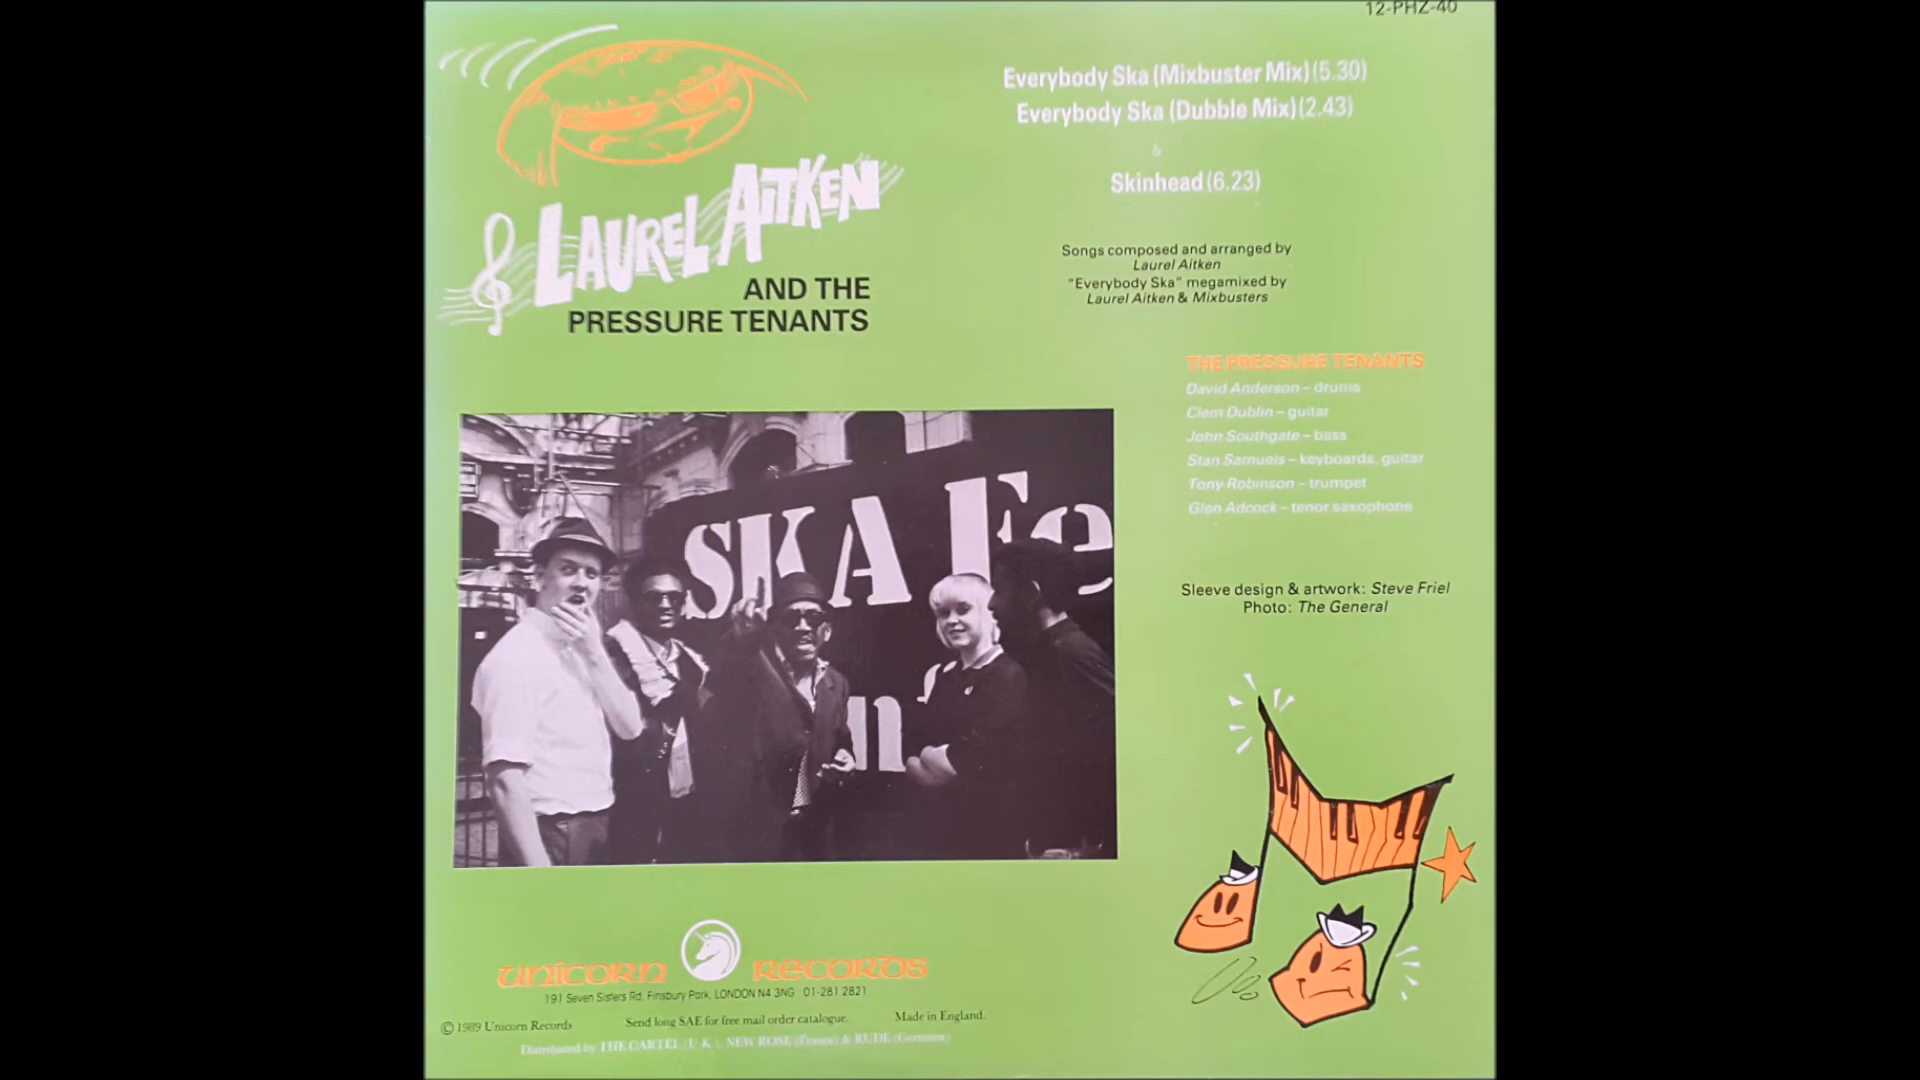 12-PHZ-40
Everybody Ska (Mixbuster Mix) (5.30)
Everybody Ska (Dubble Mix) (2.43)
&
Skinhead (6.23)
LAUREL AITKEN
AND THE
PRESSURE TENANTS
Songs composed and arranged by
Laurel Aitken
"Everybody Ska" megamixed by
Laurel Aitken & Mixbusters
THE PRESSURE TENANTS
David Anderson – drums
Clem Dublin – guitar
John Southgate – bass
Stan Samuels – keyboards, guitar
Tony Robinson – trumpet
Glen Adcock – tenor saxophone
SKA Fe
n
Sleeve design & artwork: Steve Friel
Photo: The General
UNICORN RECORDS
191 Seven Sisters Rd, Finsbury Park, LONDON N4 3NG 01-281 2821
© 1989 Unicorn Records Send long SAE for free mail order catalogue. Made in England.
Distributed by THE CARTEL (U.K.), NEW ROSE (France) & RUDE (Germany)